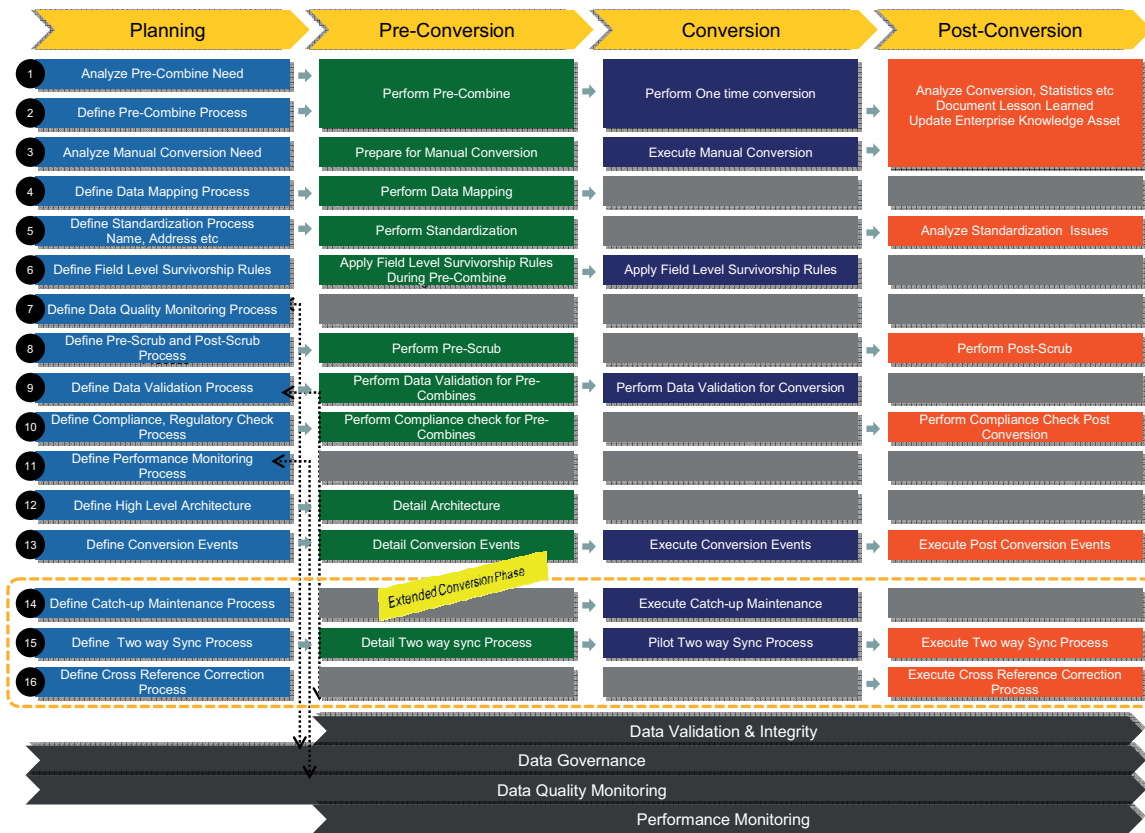 Planning
Pre-Conversion
Conversion
Post-Conversion
1
Analyze Pre-Combine Need
Perform Pre-Combine
Perform One time conversion
Analyze Conversion, Statistics etc
Document Lesson Learned
Update Enterprise Knowledge Asset
2
Define Pre-Combine Process
3
Analyze Manual Conversion Need
Prepare for Manual Conversion
Execute Manual Conversion
4
Define Data Mapping Process
Perform Data Mapping
5
Define Standardization Process
Name, Address etc
Perform Standardization
Analyze Standardization Issues
6
Define Field Level Survivorship Rules
Apply Field Level Survivorship Rules
During Pre-Combine
Apply Field Level Survivorship Rules
7
Define Data Quality Monitoring Process
8
Define Pre-Scrub and Post-Scrub
Process
Perform Pre-Scrub
Perform Post-Scrub
9
Define Data Validation Process
Perform Data Validation for Pre-
Combines
Perform Data Validation for Conversion
10
Define Compliance, Regulatory Check
Process
Perform Compliance check for Pre-
Combines
Perform Compliance Check Post
Conversion
11
Define Performance Monitoring
Process
12
Define High Level Architecture
Detail Architecture
13
Define Conversion Events
Detail Conversion Events
Execute Conversion Events
Execute Post Conversion Events
Extended Conversion Phase
14
Define Catch-up Maintenance Process
Execute Catch-up Maintenance
15
Define Two way Sync Process
Detail Two way sync Process
Pilot Two way Sync Process
Execute Two way Sync Process
16
Define Cross Reference Correction
Process
Execute Cross Reference Correction
Process
Data Validation & Integrity
Data Governance
Data Quality Monitoring
Performance Monitoring